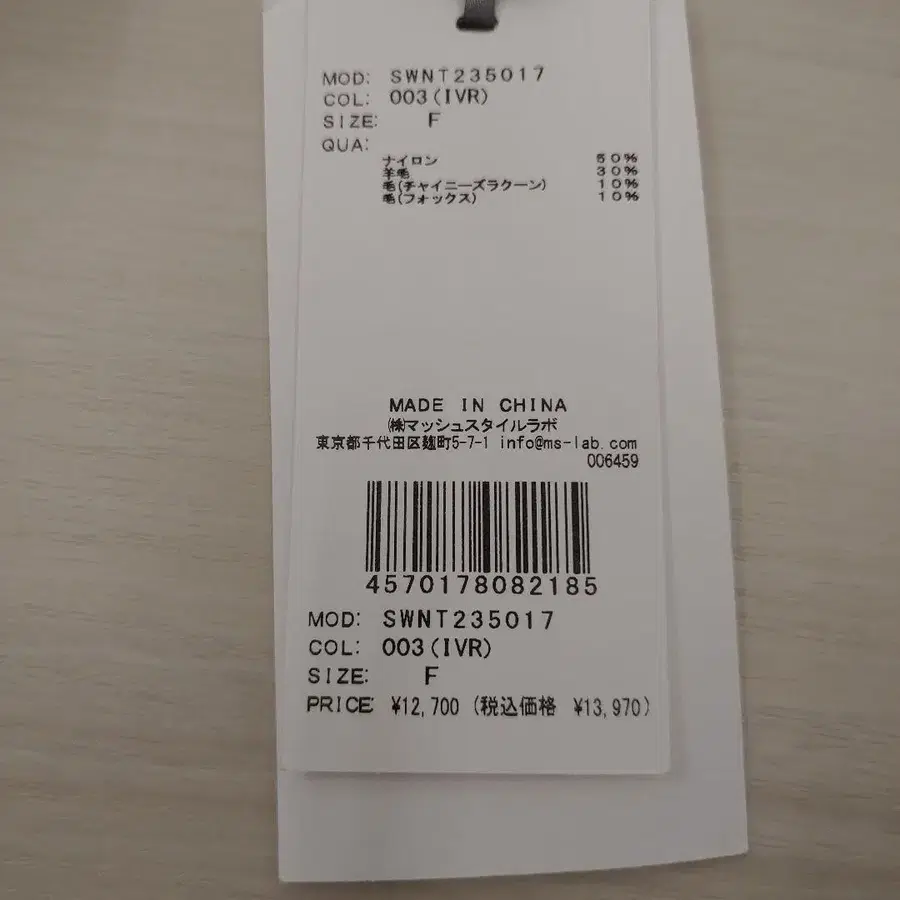 MOD: SWNT235017
COL: 003(IVR)
SIZE: F
QUA:
ナイロン 50%
羊毛 30%
毛(チャイニーズラクーン) 10%
毛(フォックス) 10%
MADE IN CHINA
㈱マッシュスタイルラボ
東京都千代田区麹町5-7-1 info@ms-lab.com
006459
4570178082185
MOD: SWNT235017
COL: 003(IVR)
SIZE: F
PRICE: ¥12,700 (税込価格 ¥13,970)